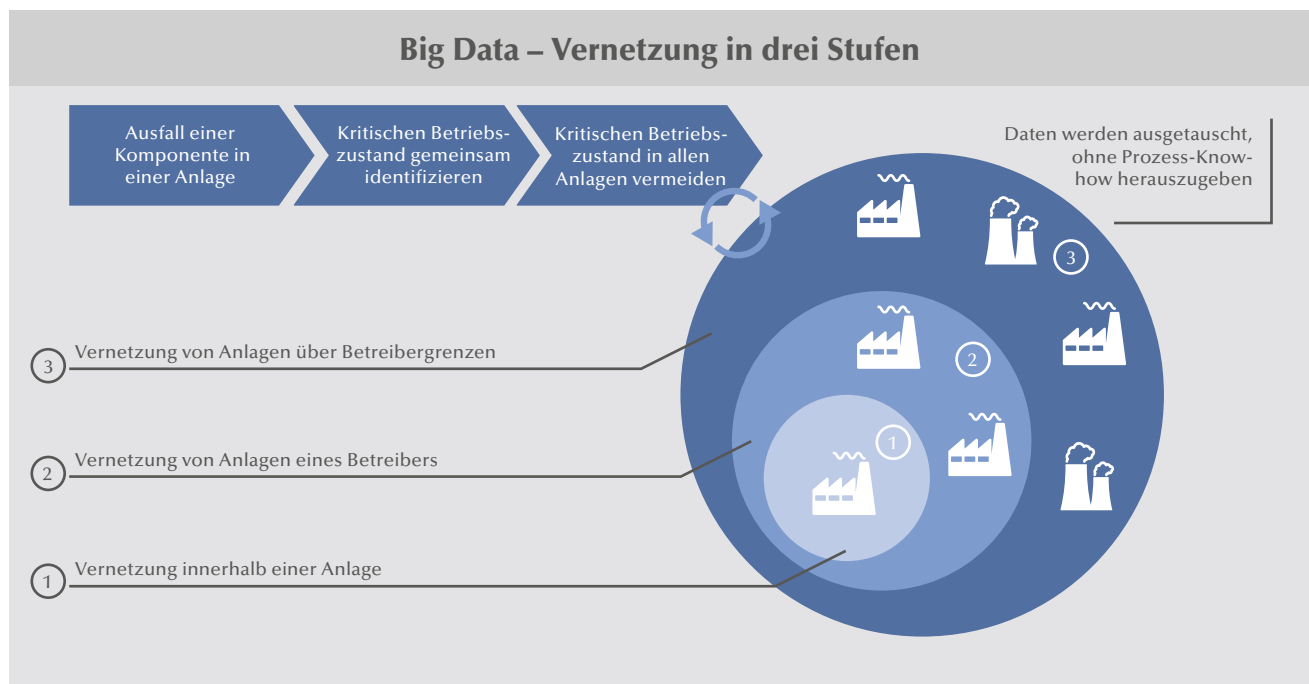 Big Data – Vernetzung in drei Stufen
Ausfall einer
Komponente in
einer Anlage
Kritischen Betriebs-
zustand gemeinsam
identifizieren
Kritischen Betriebs-
zustand in allen
Anlagen vermeiden
Daten werden ausgetauscht,
ohne Prozess-Know-
how herauszugeben
3
2
1
3 Vernetzung von Anlagen über Betreibergrenzen
2 Vernetzung von Anlagen eines Betreibers
1 Vernetzung innerhalb einer Anlage